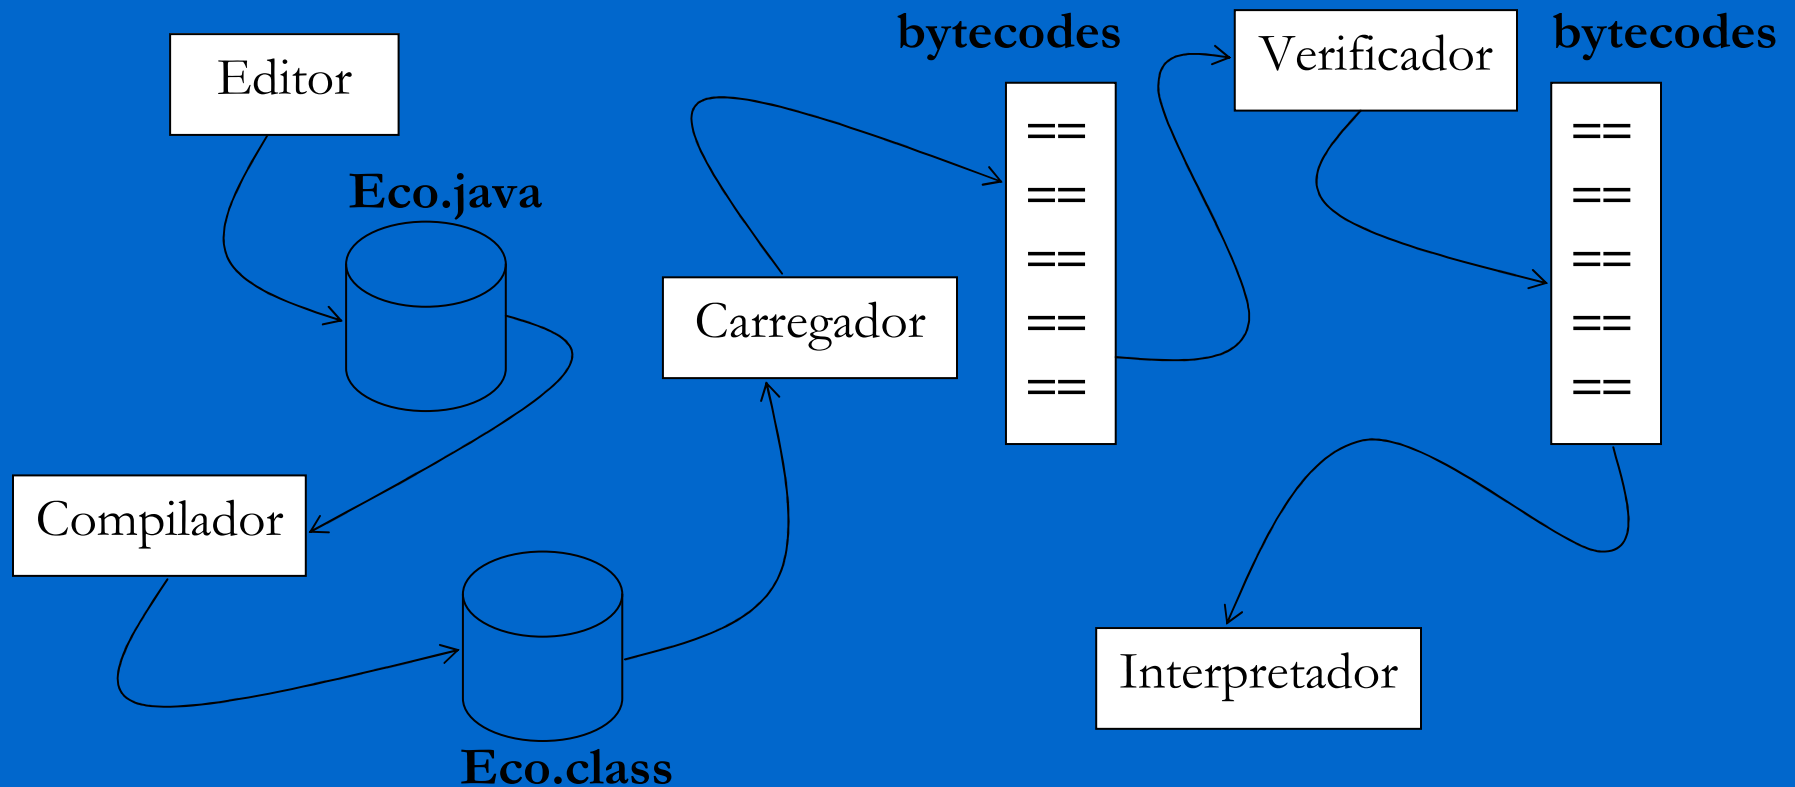 Editor
Eco.java
Compilador
Eco.class
Carregador
bytecodes
==
==
==
==
==
Verificador
bytecodes
==
==
==
==
==
Interpretador